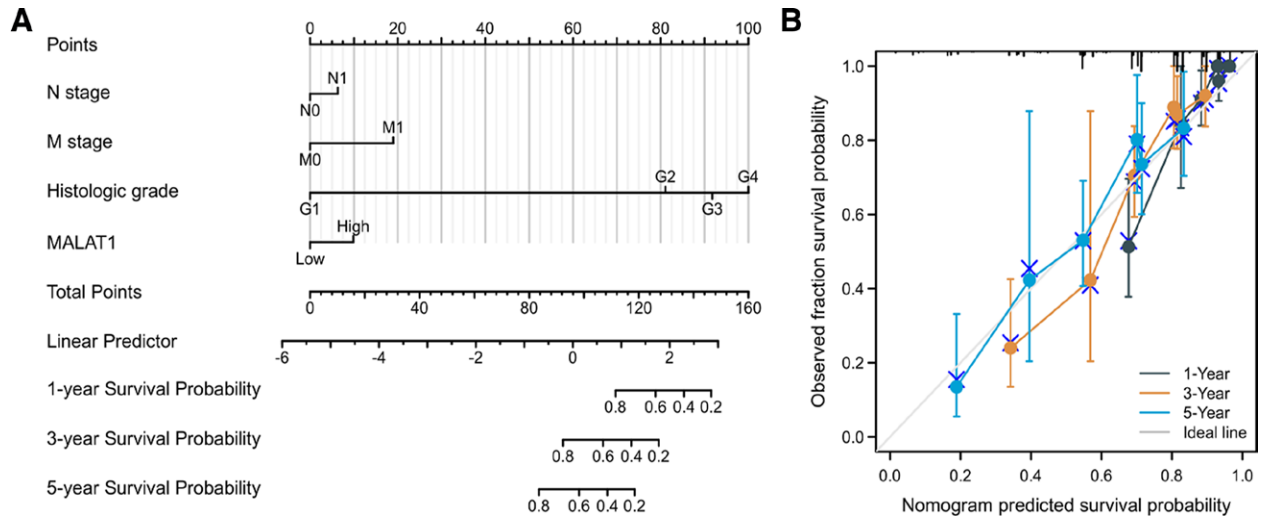 A
Points
0 20 40 60 80 100
N stage
N1
N0
M stage
M1
M0
Histologic grade
G2 G4
G1 G3
MALAT1
High
Low
Total Points
0 40 80 120 160
Linear Predictor
-6 -4 -2 0 2
1-year Survival Probability
0.8 0.6 0.4 0.2
3-year Survival Probability
0.8 0.6 0.4 0.2
5-year Survival Probability
0.8 0.6 0.4 0.2
B
Observed fraction survival probability
1.0
0.8
0.6
0.4
0.2
0.0
1-Year
3-Year
5-Year
Ideal line
0.0 0.2 0.4 0.6 0.8 1.0
Nomogram predicted survival probability